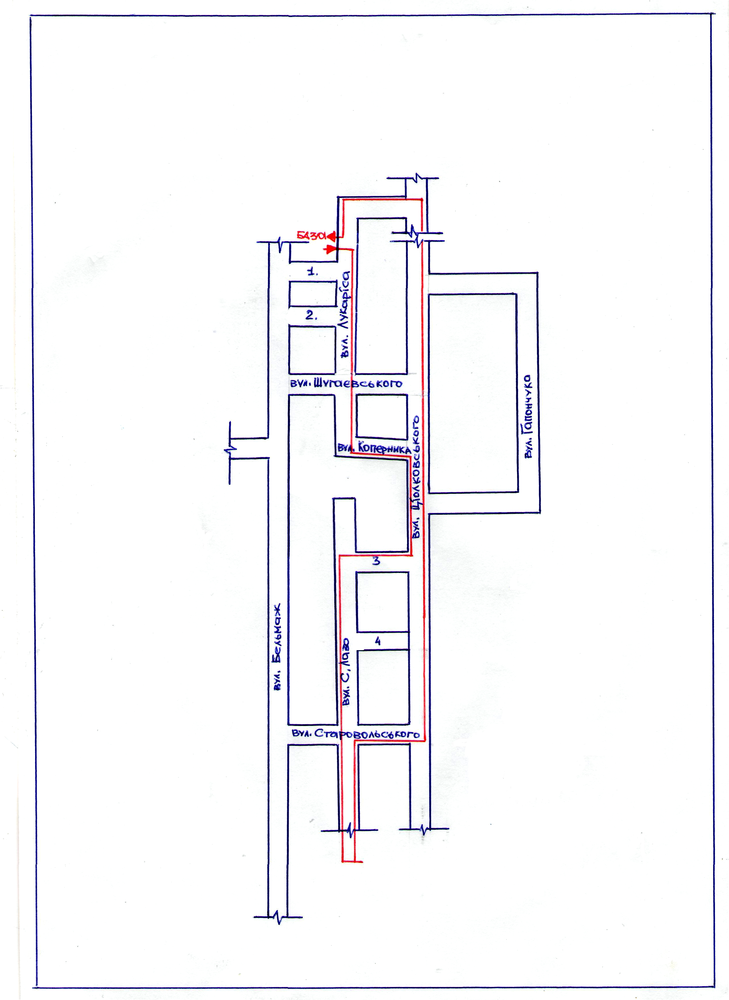 БАЗА
1.
вул. Лукаріса
2.
вул. Шугаєвського
вул. Гапончука
вул. Коперника
вул. Ціолковського
3
вул. Бельмаж
4
вул. С. Лазо
вул. Старовольського